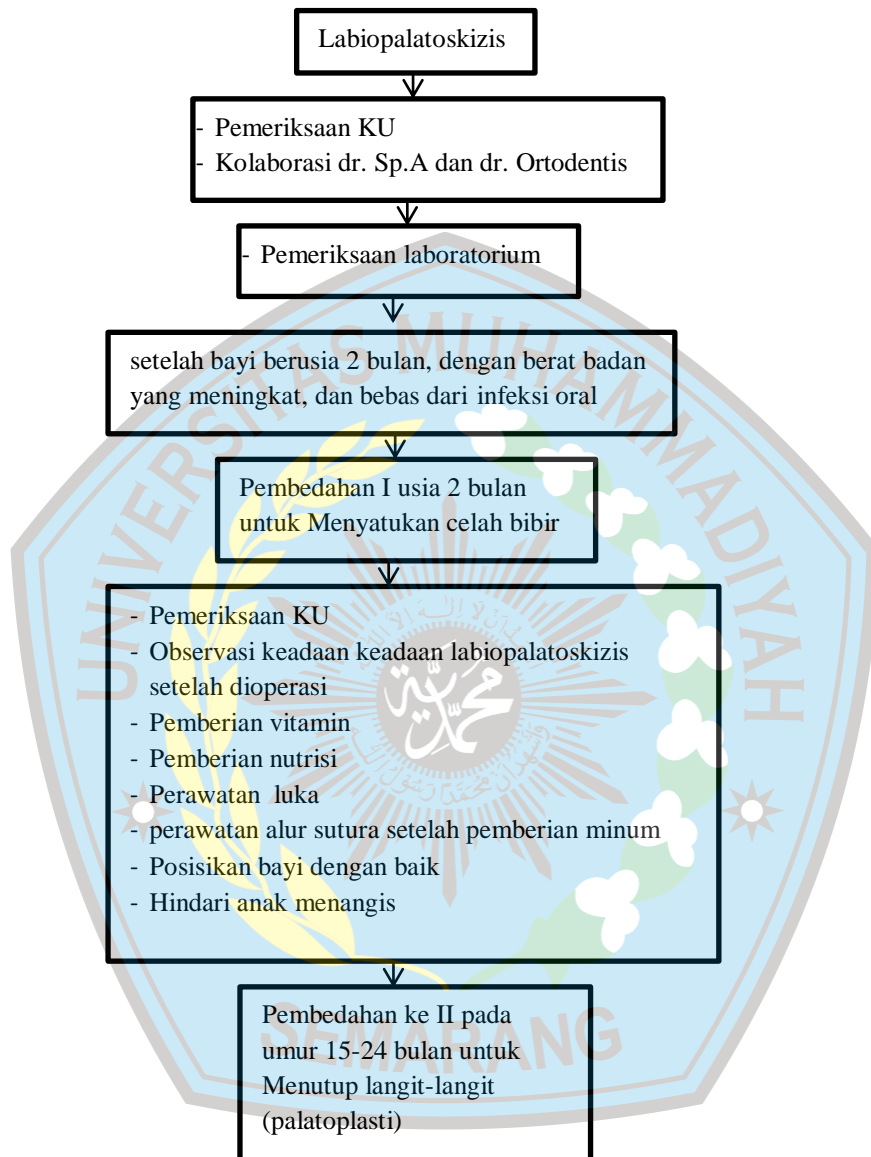 Labiopalatoskizis
- Pemeriksaan KU
- Kolaborasi dr. Sp.A dan dr. Ortodentis
- Pemeriksaan laboratorium
setelah bayi berusia 2 bulan, dengan berat badan
yang meningkat, dan bebas dari infeksi oral
Pembedahan I usia 2 bulan
untuk Menyatukan celah bibir
- Pemeriksaan KU
- Observasi keadaan keadaan labiopalatoskizis
setelah dioperasi
- Pemberian vitamin
- Pemberian nutrisi
- Perawatan luka
- perawatan alur sutura setelah pemberian minum
- Posisikan bayi dengan baik
- Hindari anak menangis
Pembedahan ke II pada
umur 15-24 bulan untuk
Menutup langit-langit
(palatoplasti)
UNIVERSITAS MUHAMMADIYAH
SEMARANG
محمدية